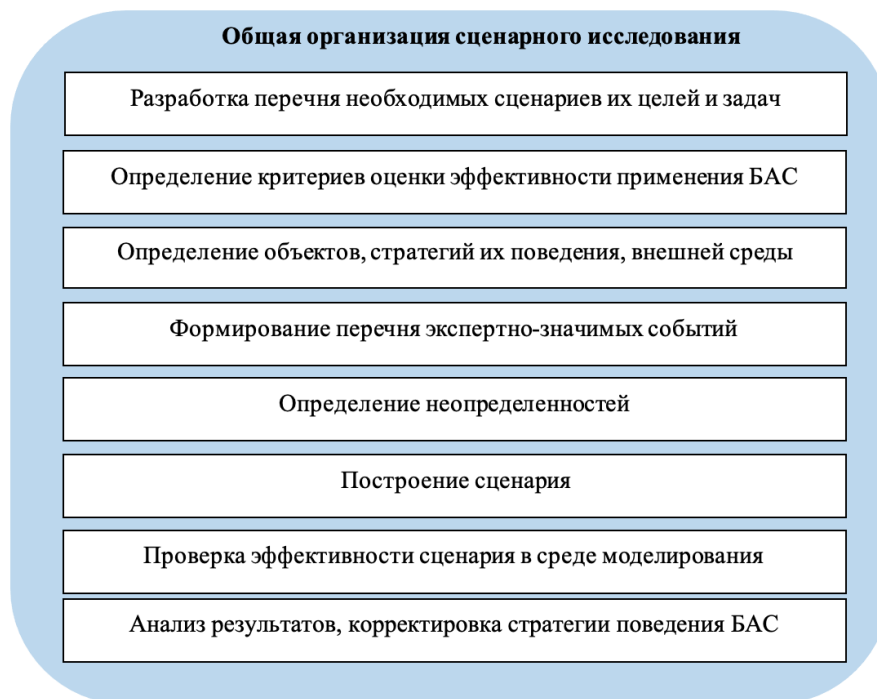 Общая организация сценарного исследования
Разработка перечня необходимых сценариев их целей и задач
Определение критериев оценки эффективности применения БАС
Определение объектов, стратегий их поведения, внешней среды
Формирование перечня экспертно-значимых событий
Определение неопределенностей
Построение сценария
Проверка эффективности сценария в среде моделирования
Анализ результатов, корректировка стратегии поведения БАС